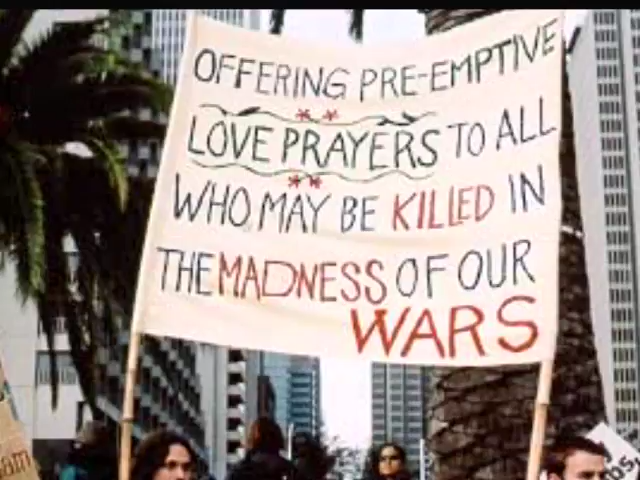 OFFERING PRE-EMPTIVE
LOVE PRAYERS TO ALL
WHO MAY BE KILLED IN
THE MADNESS OF OUR
WARS